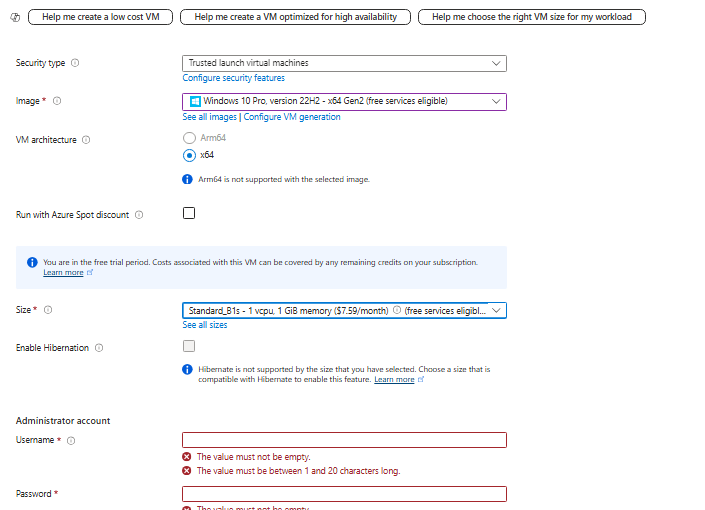 Help me create a low cost VM Help me create a VM optimized for high availability Help me choose the right VM size for my workload
Security type Trusted launch virtual machines
Configure security features
Image * Windows 10 Pro, version 22H2 - x64 Gen2 (free services eligible)
See all images | Configure VM generation
VM architecture Arm64
x64
Arm64 is not supported with the selected image.
Run with Azure Spot discount
You are in the free trial period. Costs associated with this VM can be covered by any remaining credits on your subscription.
Learn more
Size * Standard_B1s - 1 vcpu, 1 GiB memory ($7.59/month) (free services eligibl...
See all sizes
Enable Hibernation
Hibernate is not supported by the size that you have selected. Choose a size that is
compatible with Hibernate to enable this feature. Learn more
Administrator account
Username *
The value must not be empty.
The value must be between 1 and 20 characters long.
Password *
The value must not be empty.